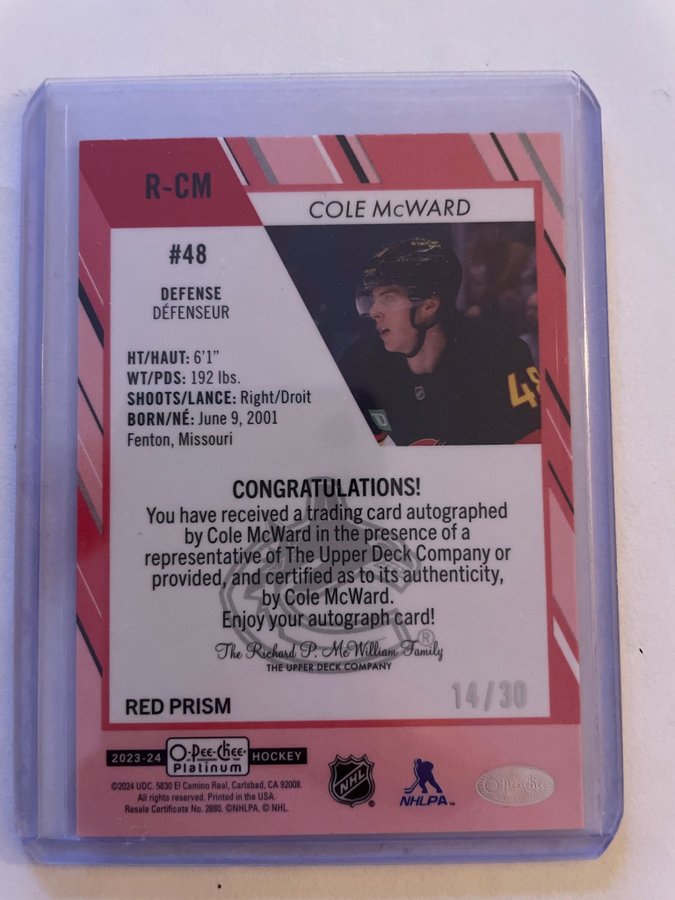 R-CM
COLE McWARD
#48
DEFENSE
DÉFENSEUR
HT/HAUT: 6'1"
WT/PDS: 192 lbs.
SHOOTS/LANCE: Right/Droit
BORN/NÉ: June 9, 2001
Fenton, Missouri
48
TD
CONGRATULATIONS!
You have received a trading card autographed
by Cole McWard in the presence of a
representative of The Upper Deck Company or
provided, and certified as to its authenticity,
by Cole McWard.
Enjoy your autograph card!
The Richard P. McWilliam Family
THE UPPER DECK COMPANY
®
RED PRISM
14/30
2023-24 O-Pee-Chee Platinum HOCKEY
©2024 UDC. 5830 El Camino Real, Carlsbad, CA 92008.
All rights reserved. Printed in the USA.
Resale Certificate No. 2880. ©NHLPA. © NHL.
NHL
NHLPA™
O-Pee-Chee